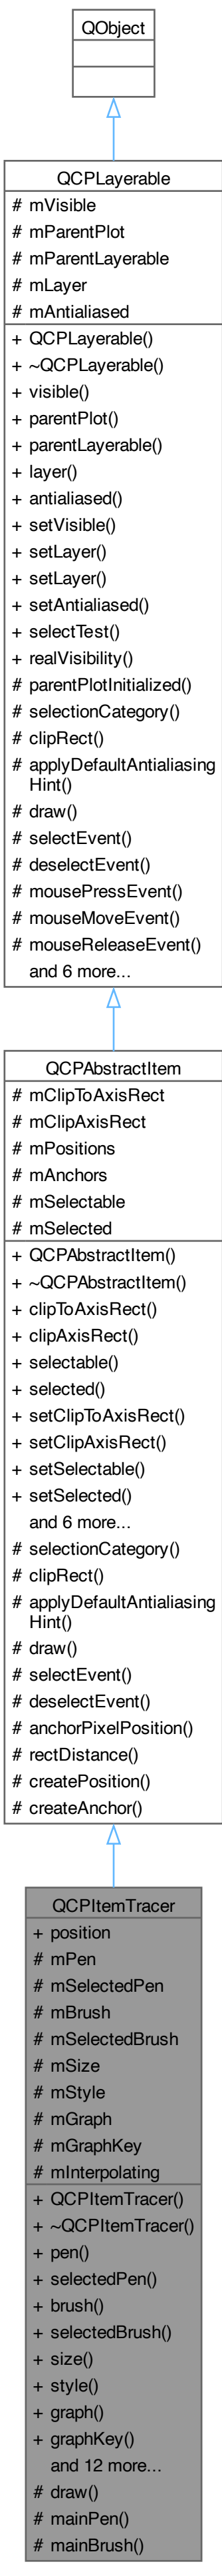 QObject
QCPLayerable
# mVisible
# mParentPlot
# mParentLayerable
# mLayer
# mAntialiased
+ QCPLayerable()
+ ~QCPLayerable()
+ visible()
+ parentPlot()
+ parentLayerable()
+ layer()
+ antialiased()
+ setVisible()
+ setLayer()
+ setLayer()
+ setAntialiased()
+ selectTest()
+ realVisibility()
# parentPlotInitialized()
# selectionCategory()
# clipRect()
# applyDefaultAntialiasing
Hint()
# draw()
# selectEvent()
# deselectEvent()
# mousePressEvent()
# mouseMoveEvent()
# mouseReleaseEvent()
and 6 more...
QCPAbstractItem
# mClipToAxisRect
# mClipAxisRect
# mPositions
# mAnchors
# mSelectable
# mSelected
+ QCPAbstractItem()
+ ~QCPAbstractItem()
+ clipToAxisRect()
+ clipAxisRect()
+ selectable()
+ selected()
+ setClipToAxisRect()
+ setClipAxisRect()
+ setSelectable()
+ setSelected()
and 6 more...
# selectionCategory()
# clipRect()
# applyDefaultAntialiasing
Hint()
# draw()
# selectEvent()
# deselectEvent()
# anchorPixelPosition()
# rectDistance()
# createPosition()
# createAnchor()
QCPItemTracer
+ position
# mPen
# mSelectedPen
# mBrush
# mSelectedBrush
# mSize
# mStyle
# mGraph
# mGraphKey
# mInterpolating
+ QCPItemTracer()
+ ~QCPItemTracer()
+ pen()
+ selectedPen()
+ brush()
+ selectedBrush()
+ size()
+ style()
+ graph()
+ graphKey()
and 12 more...
# draw()
# mainPen()
# mainBrush()